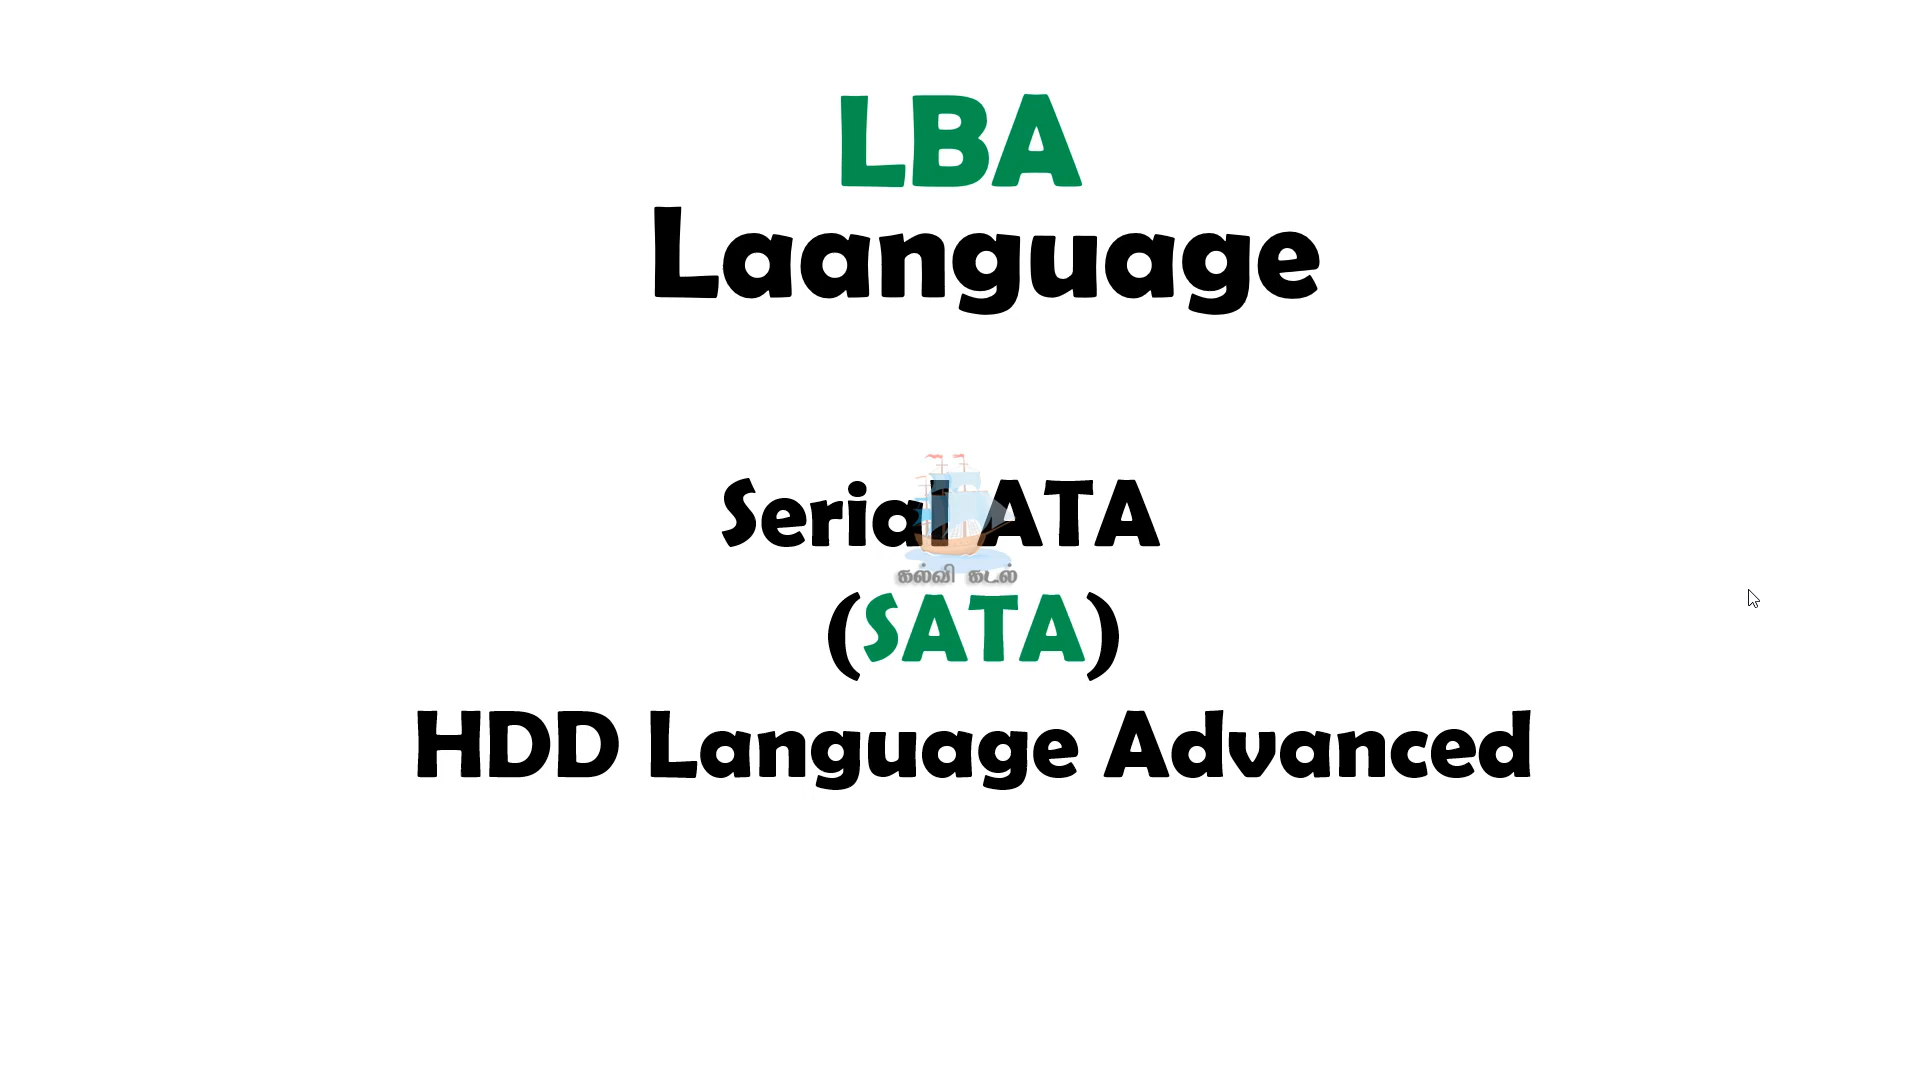 LBA
Laanguage
Serial ATA
கல்வி கடல்
(SATA)
HDD Language Advanced